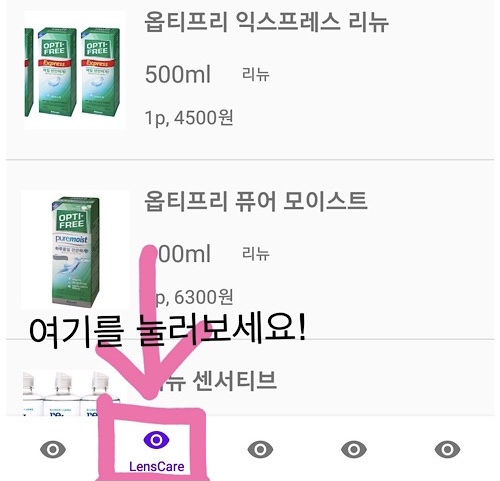 OPTI-FREE
Express
OPTI-FREE
Express
옵티프리 익스프레스 리뉴
500ml 리뉴
1p, 4500원
OPTI-FREE
puremoist
옵티프리 퓨어 모이스트
00ml 리뉴
p, 6300원
여기를 눌러보세요!
뉴 센서티브
LensCare